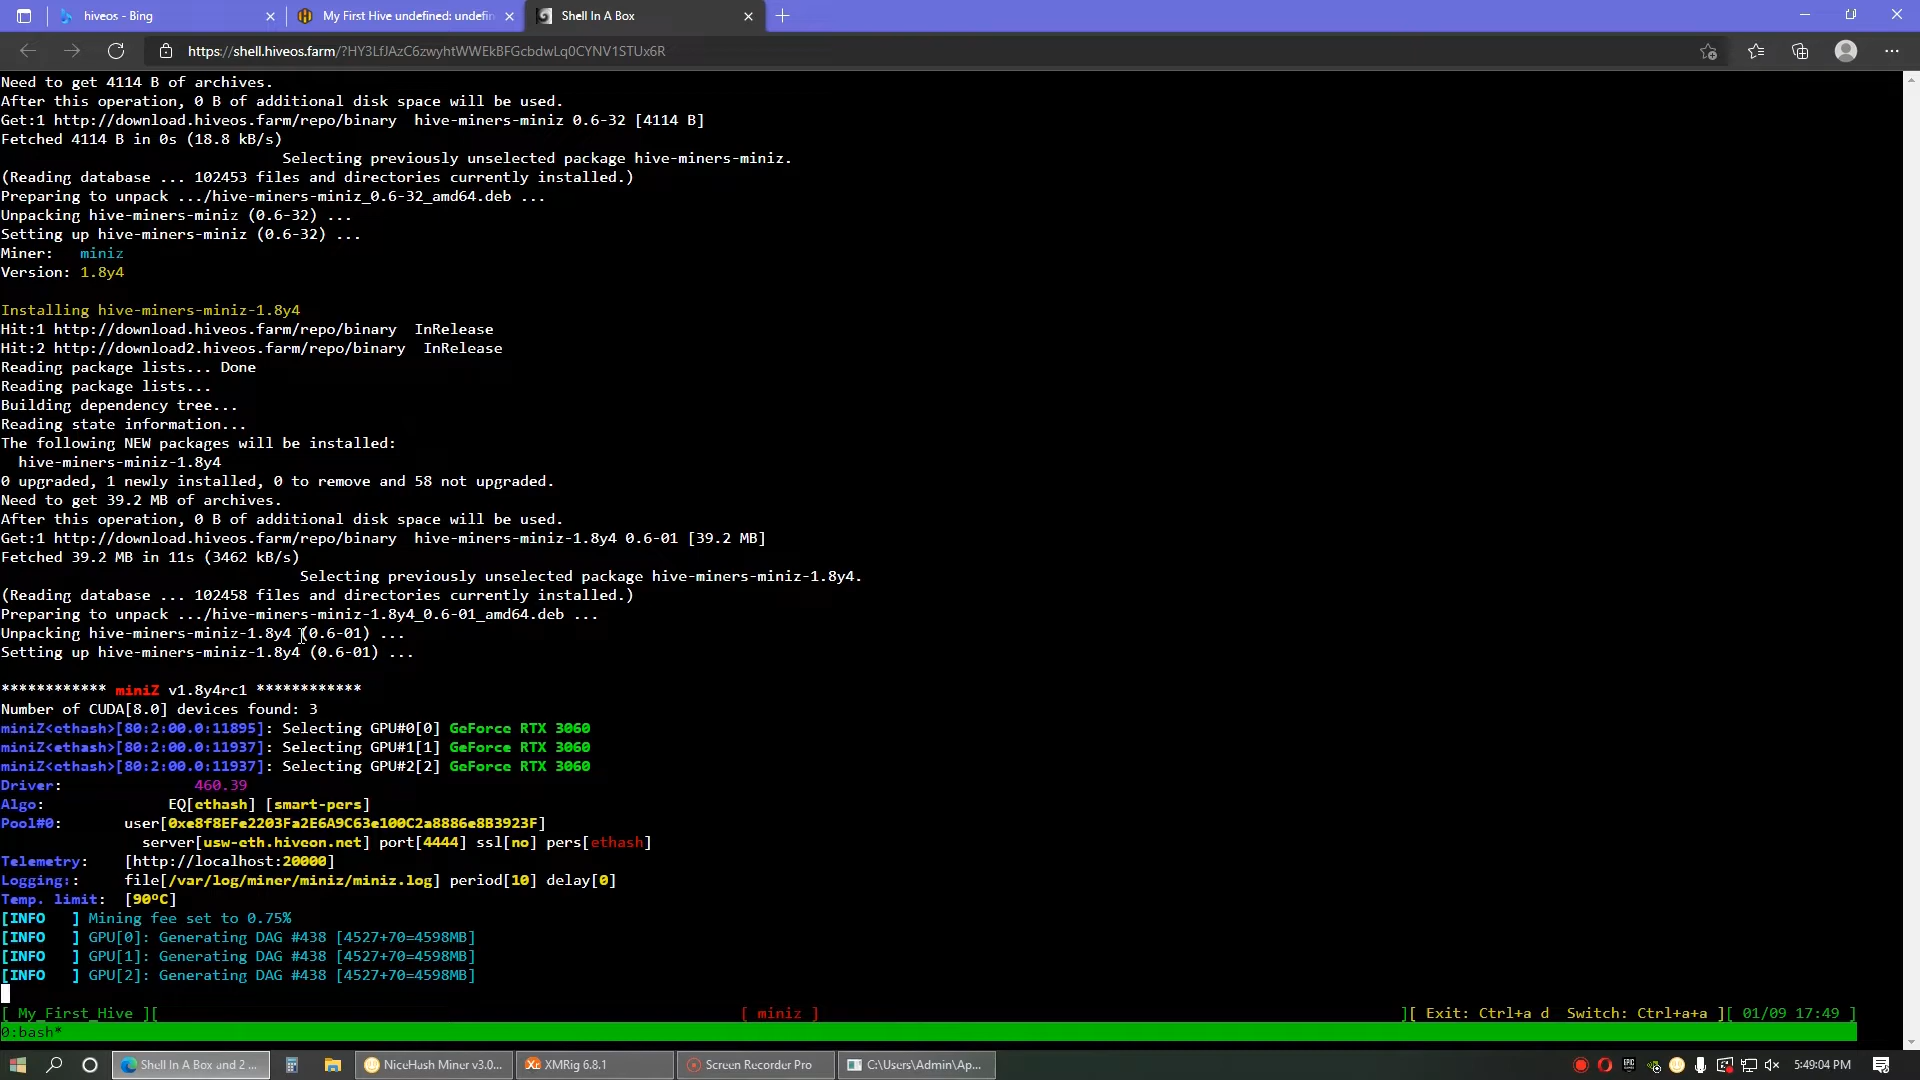 hiveos - Bing
My First Hive undefined: undefin
Shell In A Box
https://shell.hiveos.farm/?HY3LfJAzC6zwyhtWWEkBFGcbdwLq0CYNV1STUx6R
Need to get 4114 B of archives.
After this operation, 0 B of additional disk space will be used.
Get:1 http://download.hiveos.farm/repo/binary  hive-miners-miniz 0.6-32 [4114 B]
Fetched 4114 B in 0s (18.8 kB/s)
Selecting previously unselected package hive-miners-miniz.
(Reading database ... 102453 files and directories currently installed.)
Preparing to unpack .../hive-miners-miniz_0.6-32_amd64.deb ...
Unpacking hive-miners-miniz (0.6-32) ...
Setting up hive-miners-miniz (0.6-32) ...
Miner:   miniz
Version: 1.8y4
Installing hive-miners-miniz-1.8y4
Hit:1 http://download.hiveos.farm/repo/binary  InRelease
Hit:2 http://download2.hiveos.farm/repo/binary  InRelease
Reading package lists... Done
Reading package lists...
Building dependency tree...
Reading state information...
The following NEW packages will be installed:
hive-miners-miniz-1.8y4
0 upgraded, 1 newly installed, 0 to remove and 58 not upgraded.
Need to get 39.2 MB of archives.
After this operation, 0 B of additional disk space will be used.
Get:1 http://download.hiveos.farm/repo/binary  hive-miners-miniz-1.8y4 0.6-01 [39.2 MB]
Fetched 39.2 MB in 11s (3462 kB/s)
Selecting previously unselected package hive-miners-miniz-1.8y4.
(Reading database ... 102458 files and directories currently installed.)
Preparing to unpack .../hive-miners-miniz-1.8y4_0.6-01_amd64.deb ...
Unpacking hive-miners-miniz-1.8y4 (0.6-01) ...
Setting up hive-miners-miniz-1.8y4 (0.6-01) ...
************ miniZ v1.8y4rc1 ************
Number of CUDA[8.0] devices found: 3
miniZ<ethash>[80:2:00.0:11895]: Selecting GPU#0[0] GeForce RTX 3060
miniZ<ethash>[80:2:00.0:11937]: Selecting GPU#1[1] GeForce RTX 3060
miniZ<ethash>[80:2:00.0:11937]: Selecting GPU#2[2] GeForce RTX 3060
Driver:               460.39
Algo:              EQ[ethash] [smart-pers]
Pool#0:       user[0xe8f8EFe2203Fa2E6A9C63e100C2a8886e8B3923F]
server[usw-eth.hiveon.net] port[4444] ssl[no] pers[ethash]
Telemetry:    [http://localhost:20000]
Logging::     file[/var/log/miner/miniz/miniz.log] period[10] delay[0]
Temp. limit:  [90ºC]
[INFO   ] Mining fee set to 0.75%
[INFO   ] GPU[0]: Generating DAG #438 [4527+70=4598MB]
[INFO   ] GPU[1]: Generating DAG #438 [4527+70=4598MB]
[INFO   ] GPU[2]: Generating DAG #438 [4527+70=4598MB]
[ My_First_Hive ][ [ miniz ] ][ Exit: Ctrl+a d  Switch: Ctrl+a+a ][ 01/09 17:49 ]
0:bash*
Shell In A Box and 2 ...
NiceHash Miner v3.0...
XMRig 6.8.1
Screen Recorder Pro
C:\Users\Admin\Ap...
5:49:04 PM